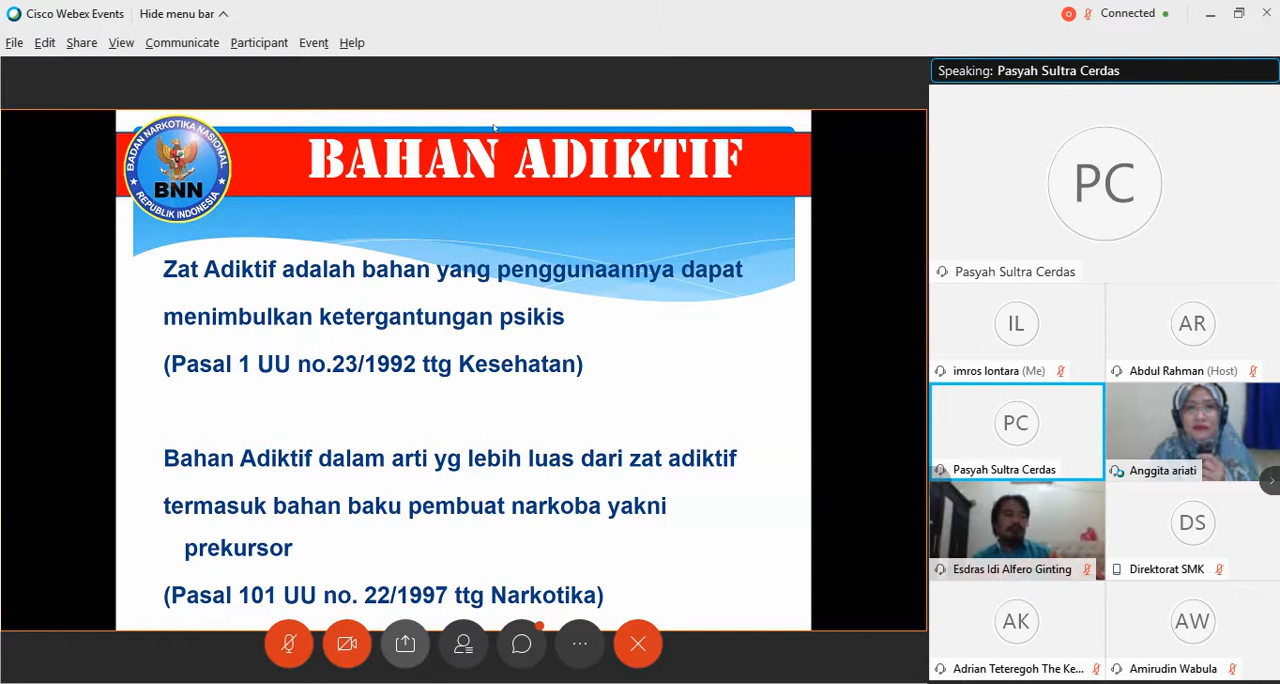 Cisco Webex Events
Hide menu bar
Connected
File Edit Share View Communicate Participant Event Help
Speaking: Pasyah Sultra Cerdas
BADAN NARKOTIKA NASIONAL
BNN
REPUBLIK INDONESIA
BAHAN ADIKTIF
Zat Adiktif adalah bahan yang penggunaannya dapat
menimbulkan ketergantungan psikis
(Pasal 1 UU no.23/1992 ttg Kesehatan)
Bahan Adiktif dalam arti yg lebih luas dari zat adiktif
termasuk bahan baku pembuat narkoba yakni
prekursor
(Pasal 101 UU no. 22/1997 ttg Narkotika)
PC
Pasyah Sultra Cerdas
IL
imros lontara (Me)
AR
Abdul Rahman (Host)
PC
Pasyah Sultra Cerdas
Anggita ariati
Esdras Idi Alfero Ginting
DS
Direktorat SMK
AK
Adrian Teteregoh The Ke...
AW
Amirudin Wabula